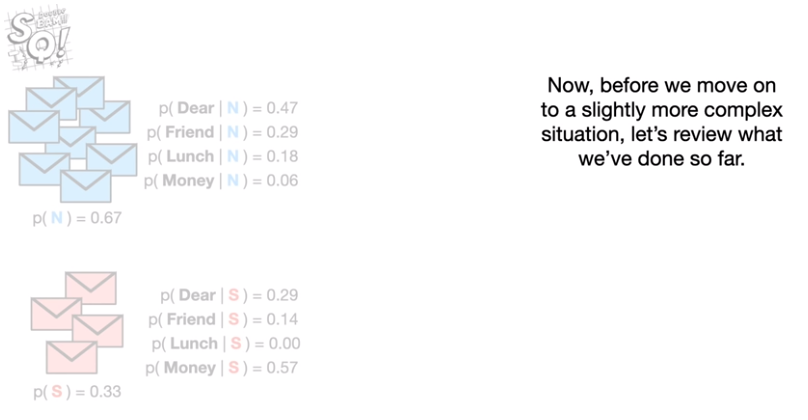 Now, before we move on
to a slightly more complex
situation, let's review what
we've done so far.
p( Dear | N ) = 0.47
p( Friend | N ) = 0.29
p( Lunch | N ) = 0.18
p( Money | N ) = 0.06
p( N ) = 0.67
p( Dear | S ) = 0.29
p( Friend | S ) = 0.14
p( Lunch | S ) = 0.00
p( Money | S ) = 0.57
p( S ) = 0.33